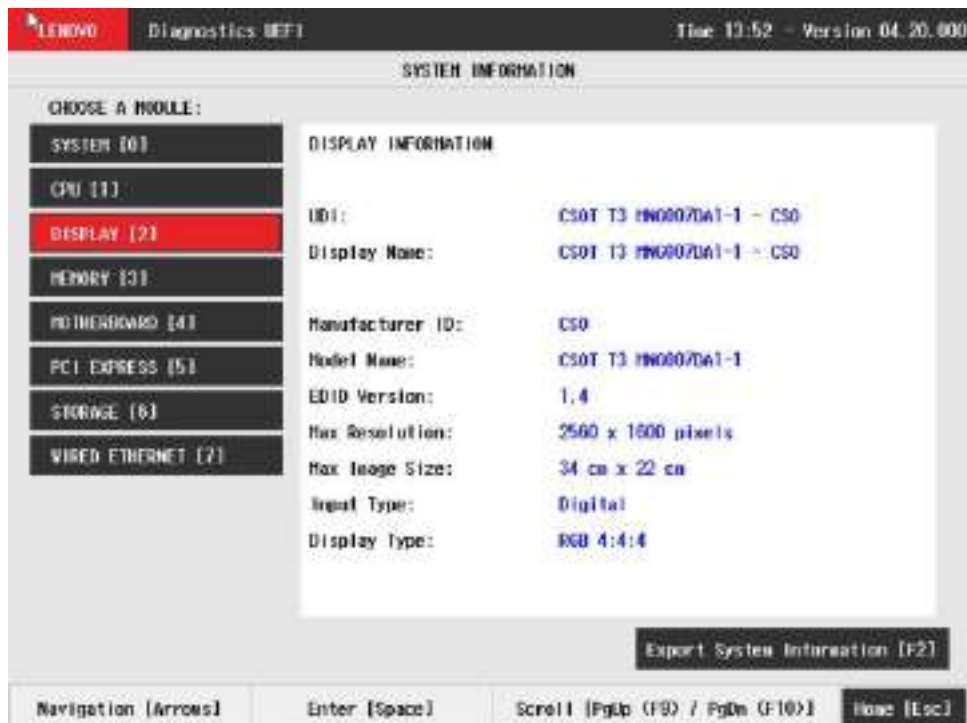 LENOVO Diagnostics UEFI Time 13:52 - Version 04.20.000
SYSTEM INFORMATION
CHOOSE A MODULE:
SYSTEM [0]
CPU [1]
DISPLAY [2]
MEMORY [3]
MOTHERBOARD [4]
PCI EXPRESS [5]
STORAGE [6]
WIRED ETHERNET [7]
DISPLAY INFORMATION
UDI: CSOT T3 MNG007DA1-1 - CSO
Display Name: CSOT T3 MNG007DA1-1 - CSO
Manufacturer ID: CSO
Model Name: CSOT T3 MNG007DA1-1
EDID Version: 1.4
Max Resolution: 2560 x 1600 pixels
Max Image Size: 34 cm x 22 cm
Input Type: Digital
Display Type: RGB 4:4:4
Export System Information [F2]
Navigation [Arrows] Enter [Space] Scroll [PgUp (F9) / PgDn (F10)] Home [Esc]